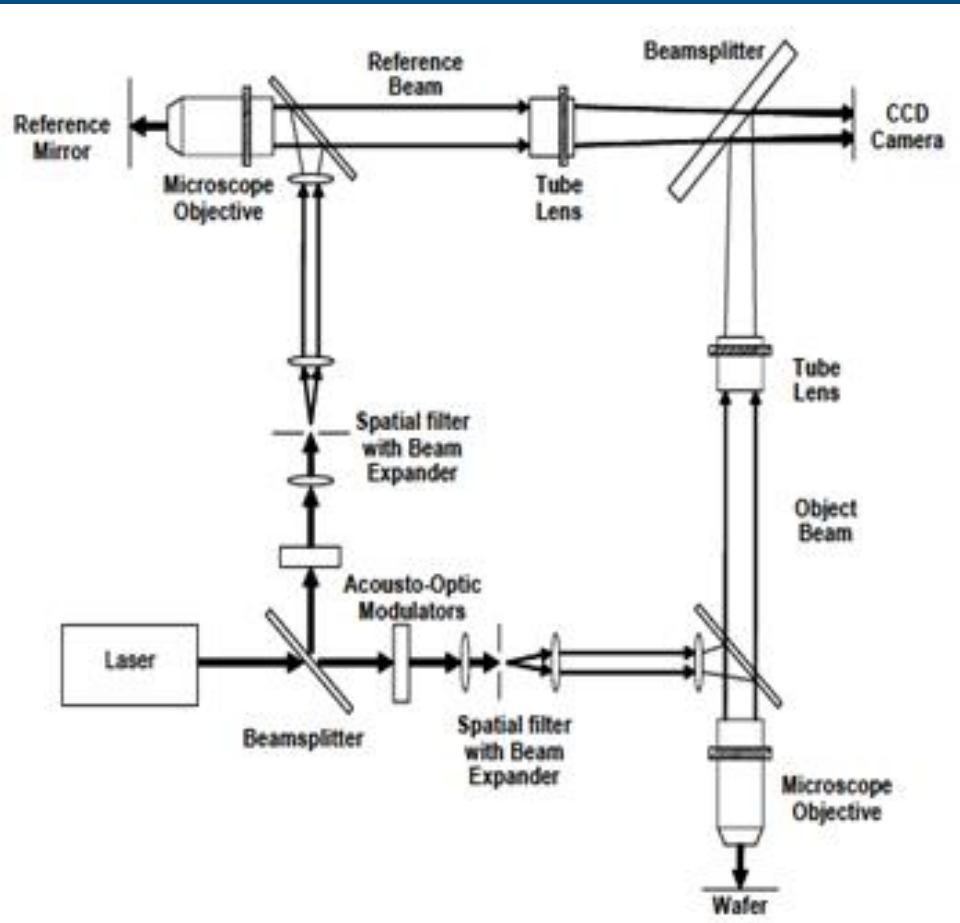 Beamsplitter
Reference
Beam
CCD
Camera
Reference
Mirror
Microscope
Objective
Tube
Lens
Tube
Lens
Spatial filter
with Beam
Expander
Object
Beam
Acousto-Optic
Modulators
Laser
Beamsplitter
Spatial filter
with Beam
Expander
Microscope
Objective
Wafer